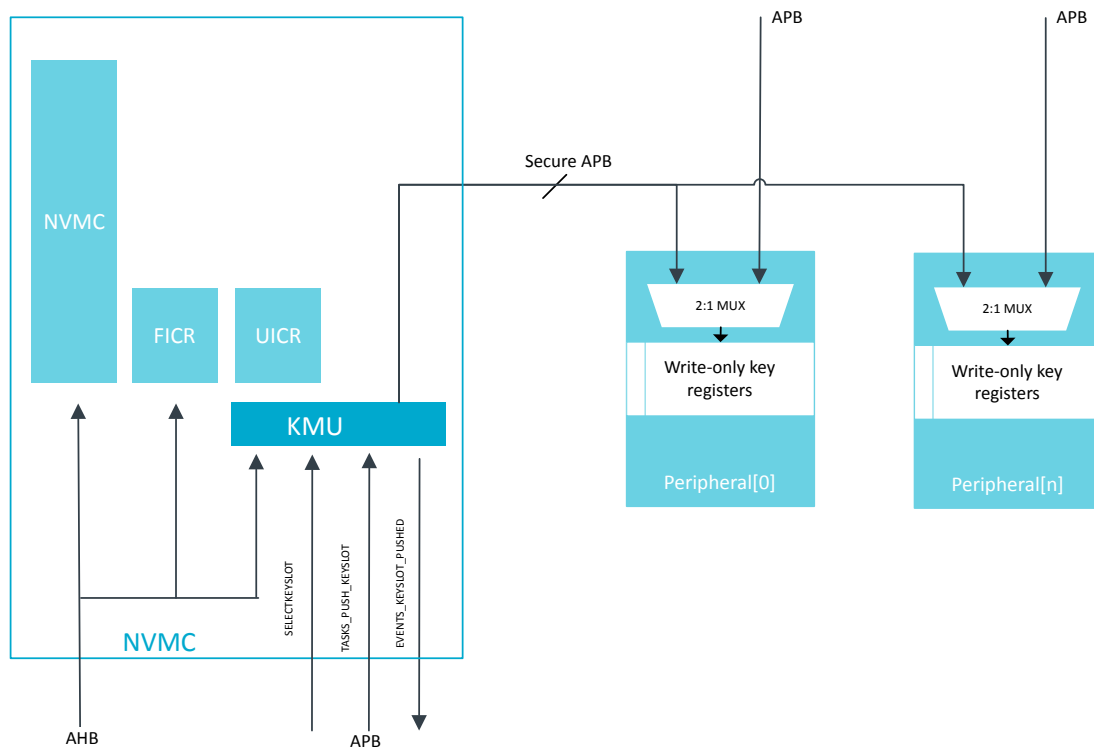 APB
APB
Secure APB
NVMC
FICR
UICR
KMU
2:1 MUX
Write-only key
registers
Peripheral[0]
2:1 MUX
Write-only key
registers
Peripheral[n]
SELECTKEYSLOT
TASKS_PUSH_KEYSLOT
EVENTS_KEYSLOT_PUSHED
NVMC
AHB
APB